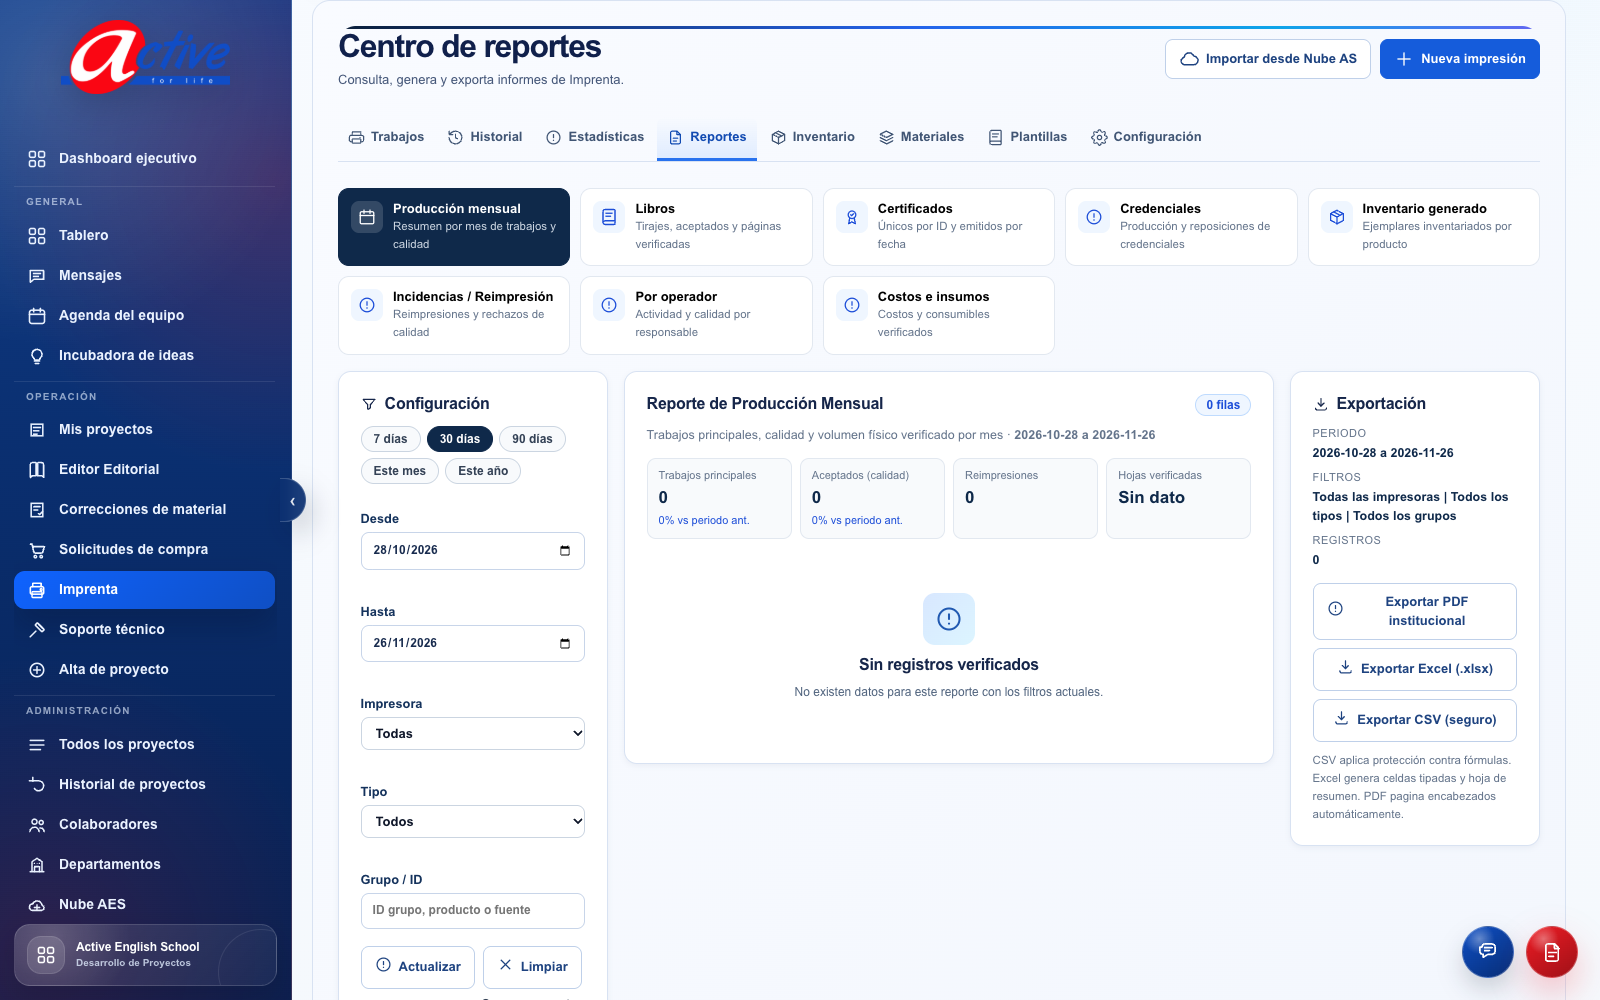 active
for life
Dashboard ejecutivo
GENERAL
Tablero
Mensajes
Agenda del equipo
Incubadora de ideas
OPERACIÓN
Mis proyectos
Editor Editorial
Correcciones de material
Solicitudes de compra
Imprenta
Soporte técnico
Alta de proyecto
ADMINISTRACIÓN
Todos los proyectos
Historial de proyectos
Colaboradores
Departamentos
Nube AES
Active English School
Desarrollo de Proyectos
Centro de reportes
Consulta, genera y exporta informes de Imprenta.
Importar desde Nube AS
Nueva impresión
Trabajos
Historial
Estadísticas
Reportes
Inventario
Materiales
Plantillas
Configuración
Producción mensual
Resumen por mes de trabajos y
calidad
Libros
Tirajes, aceptados y páginas
verificadas
Certificados
Únicos por ID y emitidos por
fecha
Credenciales
Producción y reposiciones de
credenciales
Inventario generado
Ejemplares inventariados por
producto
Incidencias / Reimpresión
Reimpresiones y rechazos de
calidad
Por operador
Actividad y calidad por
responsable
Costos e insumos
Costos y consumibles
verificados
Configuración
7 días
30 días
90 días
Este mes
Este año
Desde
28/10/2026
Hasta
26/11/2026
Impresora
Todas
Tipo
Todos
Grupo / ID
ID grupo, producto o fuente
Actualizar
Limpiar
Reporte de Producción Mensual
0 filas
Trabajos principales, calidad y volumen físico verificado por mes · 2026-10-28 a 2026-11-26
Trabajos principales
0
0% vs periodo ant.
Aceptados (calidad)
0
0% vs periodo ant.
Reimpresiones
0
Hojas verificadas
Sin dato
Sin registros verificados
No existen datos para este reporte con los filtros actuales.
Exportación
PERIODO
2026-10-28 a 2026-11-26
FILTROS
Todas las impresoras | Todos los
tipos | Todos los grupos
REGISTROS
0
Exportar PDF
institucional
Exportar Excel (.xlsx)
Exportar CSV (seguro)
CSV aplica protección contra fórmulas.
Excel genera celdas tipadas y hoja de
resumen. PDF pagina encabezados
automáticamente.